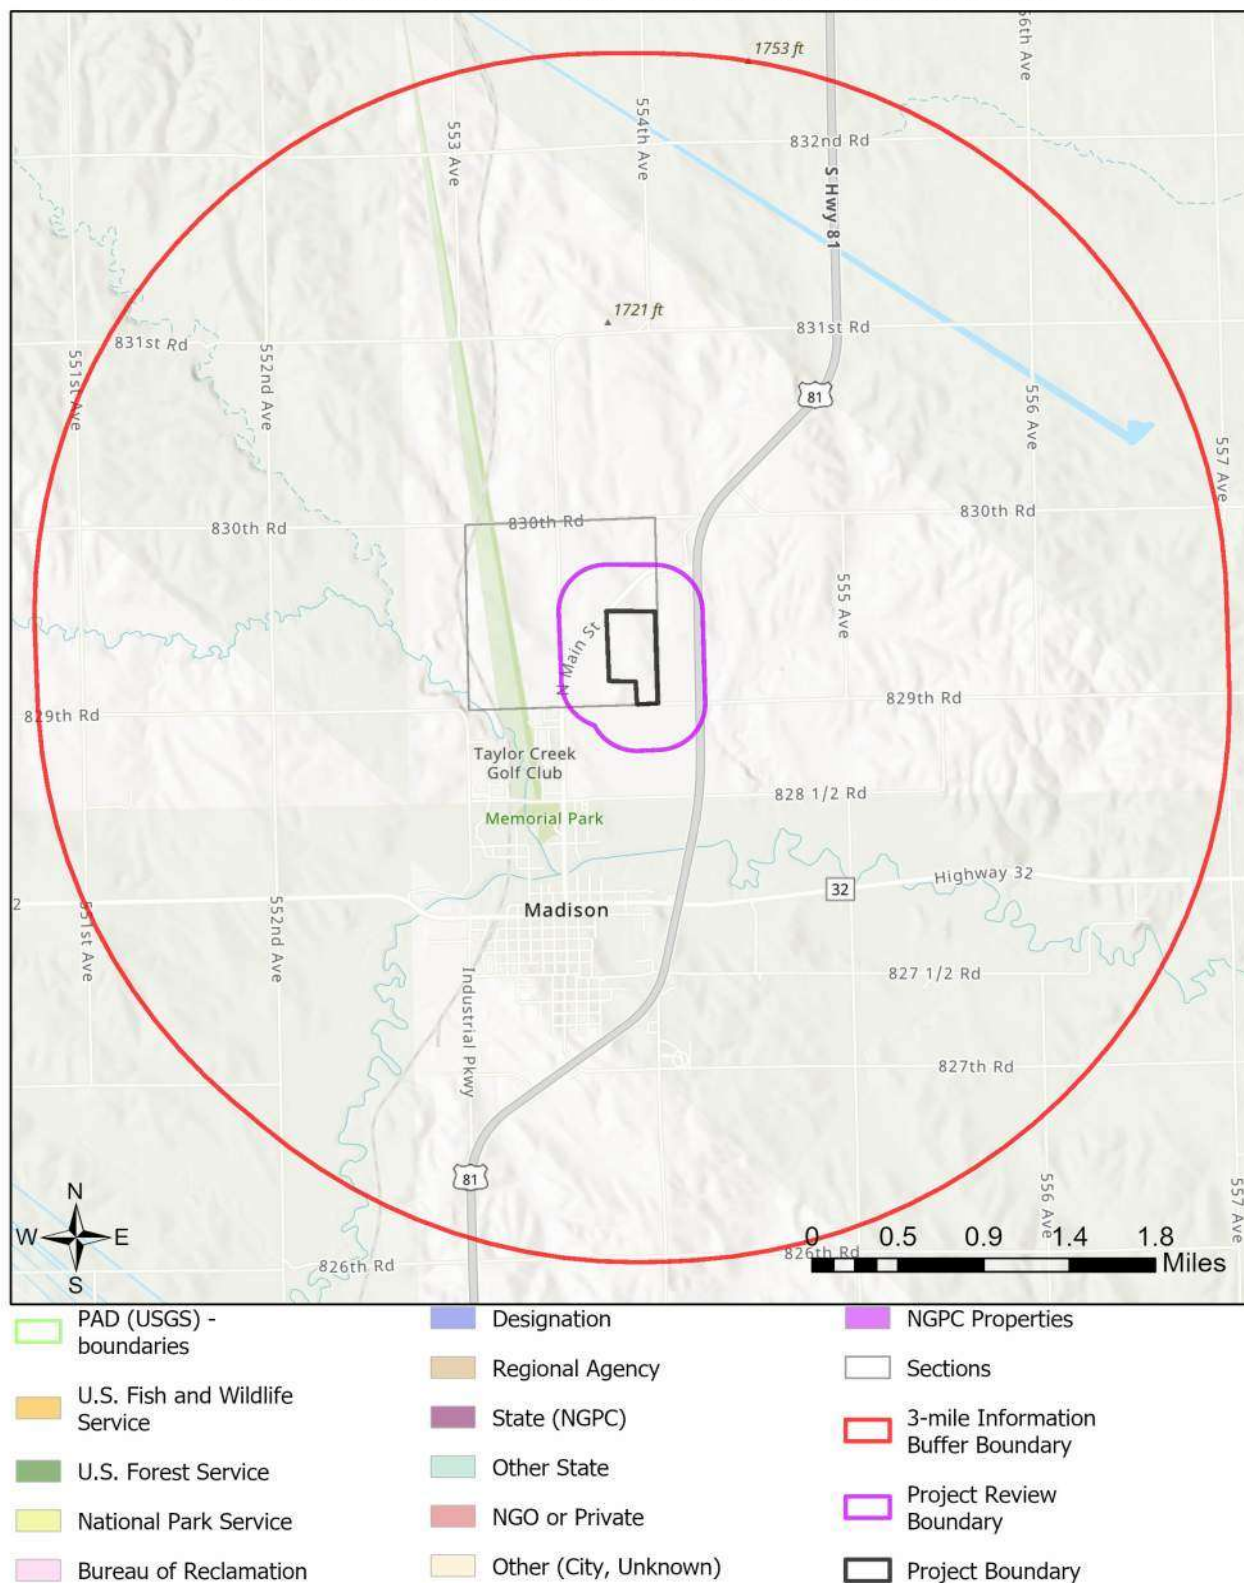 1753 ft
56th Ave
553 Ave
554th Ave
832nd Rd
S Hwy 81
1721 ft
831st Rd
831st Rd
551st Ave
552nd Ave
81
556 Ave
557 Ave
830th Rd
830th Rd
830th Rd
555 Ave
N Main St
829th Rd
829th Rd
Taylor Creek
Golf Club
828 1/2 Rd
Memorial Park
Highway 32
32
2
551st Ave
552nd Ave
Madison
827 1/2 Rd
Industrial Pkwy
827th Rd
81
556 Ave
557 Ave
N
W E
S
0 0.5 0.9 1.4 1.8
Miles
826th Rd
826th Rd
PAD (USGS) -
boundaries
U.S. Fish and Wildlife
Service
U.S. Forest Service
National Park Service
Bureau of Reclamation
Designation
Regional Agency
State (NGPC)
Other State
NGO or Private
Other (City, Unknown)
NGPC Properties
Sections
3-mile Information
Buffer Boundary
Project Review
Boundary
Project Boundary